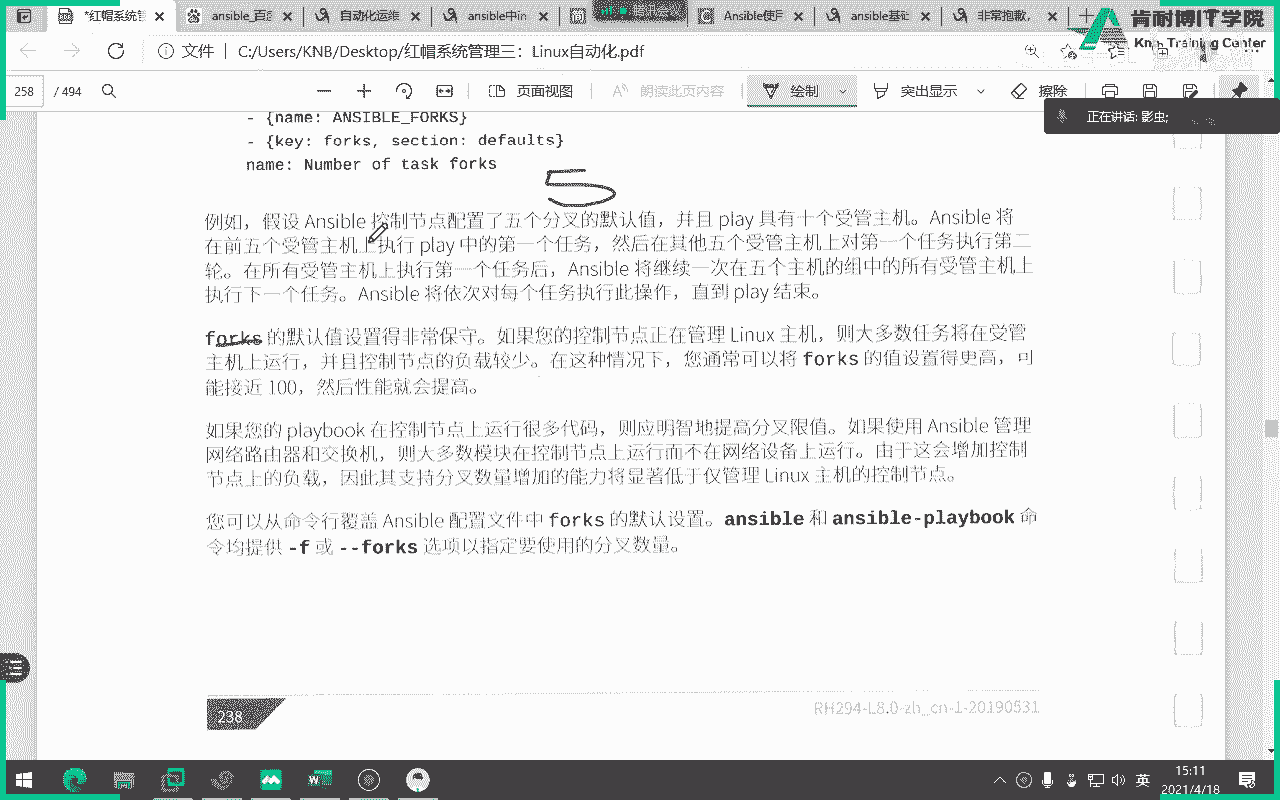 *红帽系统管
ansible_百度
自动化运维
ansible中in
Ansible使用
ansible基础
非常抱歉,
肯耐博IT学院
Knb Training Center
文件
C:/Users/KNB/Desktop/红帽系统管理三：Linux自动化.pdf
258 / 494
页面视图
朗读此页内容
绘制
突出显示
擦除
正在讲话: 影虫;
- {name: ANSIBLE_FORKS}
- {key: forks, section: defaults}
name: Number of task forks
5
例如，假设 Ansible 控制节点配置了五个分叉的默认值，并且 play 具有十个受管主机。Ansible 将
在前五个受管主机上执行 play 中的第一个任务，然后在其他五个受管主机上对第一个任务执行第二
轮。在所有受管主机上执行第一个任务后，Ansible 将继续一次在五个主机的组中的所有受管主机上
执行下一个任务。Ansible 将依次对每个任务执行此操作，直到 play 结束。
forks 的默认值设置得非常保守。如果您的控制节点正在管理 Linux 主机，则大多数任务将在受管
主机上运行，并且控制节点的负载较少。在这种情况下，您通常可以将 forks 的值设置得更高，可
能接近 100，然后性能就会提高。
如果您的 playbook 在控制节点上运行很多代码，则应明智地提高分叉限值。如果使用 Ansible 管理
网络路由器和交换机，则大多数模块在控制节点上运行而不在网络设备上运行。由于这会增加控制
节点上的负载，因此其支持分叉数量增加的能力将显著低于仅管理 Linux 主机的控制节点。
您可以从命令行覆盖 Ansible 配置文件中 forks 的默认设置。ansible 和 ansible-playbook 命
令均提供 -f 或 --forks 选项以指定要使用的分叉数量。
238
RH294-L8.0-zh_cn-1-20190531
英
15:11
2021/4/18